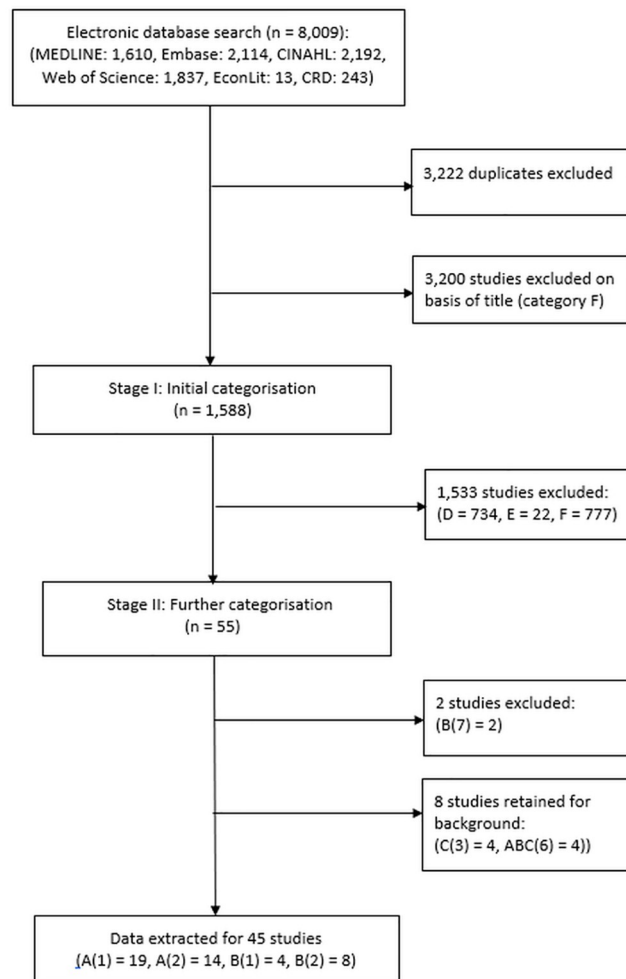 Electronic database search (n = 8,009):
(MEDLINE: 1,610, Embase: 2,114, CINAHL: 2,192,
Web of Science: 1,837, EconLit: 13, CRD: 243)
3,222 duplicates excluded
3,200 studies excluded on
basis of title (category F)
Stage I: Initial categorisation
(n = 1,588)
1,533 studies excluded:
(D = 734, E = 22, F = 777)
Stage II: Further categorisation
(n = 55)
2 studies excluded:
(B(7) = 2)
8 studies retained for
background:
(C(3) = 4, ABC(6) = 4))
Data extracted for 45 studies
(A(1) = 19, A(2) = 14, B(1) = 4, B(2) = 8)